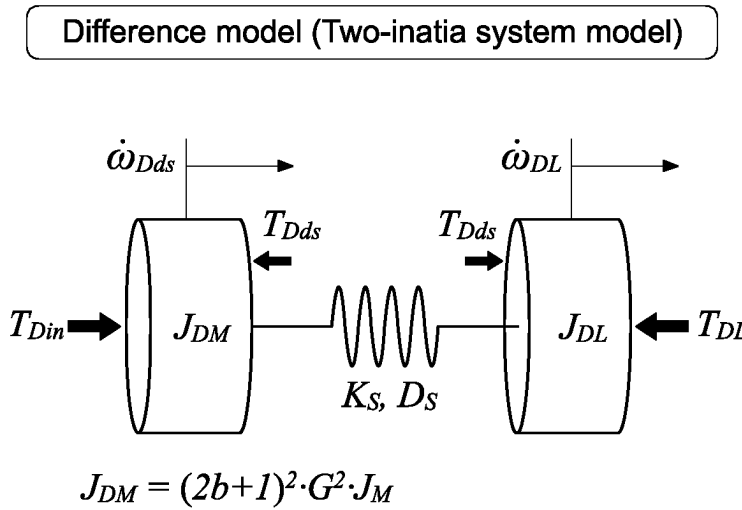 Difference model (Two-inatia system model)
ω̇Dds
ω̇DL
TDds
TDds
TDin
JDM
JDL
TDL
KS, DS
JDM = (2b+1)²·G²·JM